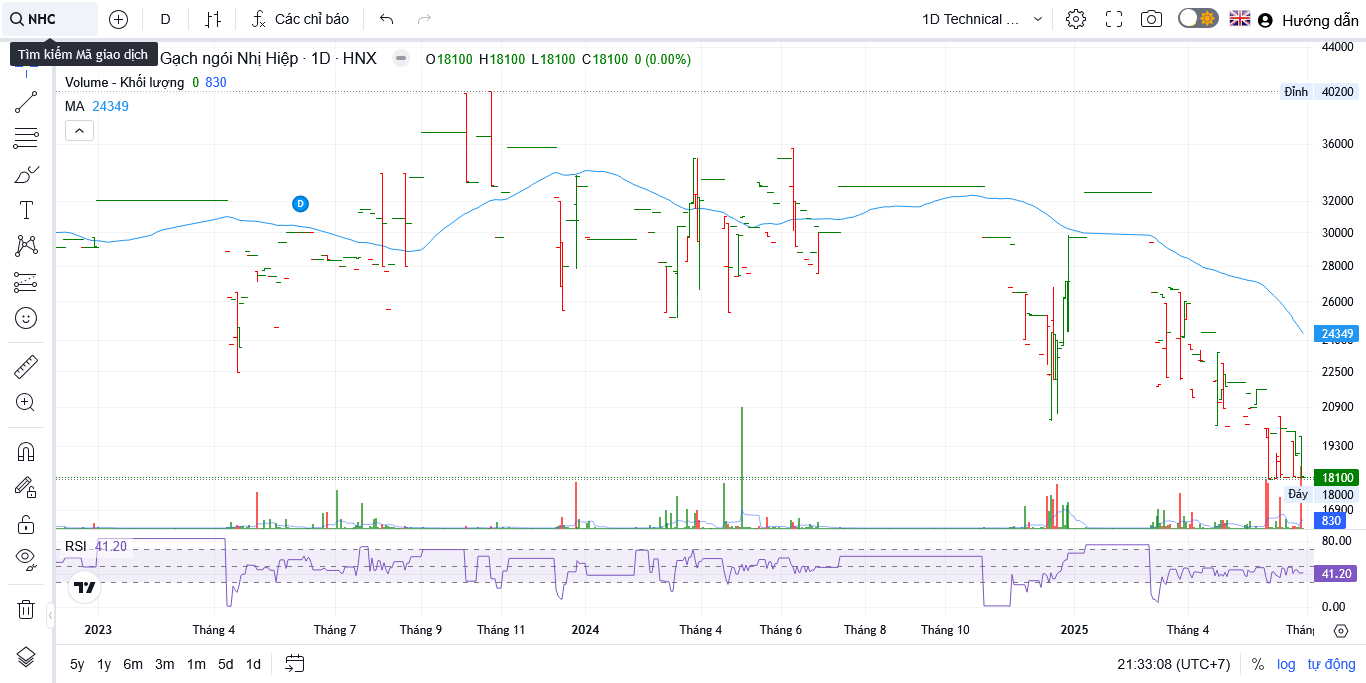 NHC
D
Các chỉ báo
1D Technical ...
Hướng dẫn
Tìm kiếm Mã giao dịch
Gạch ngói Nhị Hiệp · 1D · HNX
O18100 H18100 L18100 C18100 0 (0.00%)
Volume - Khối lượng 0 830
MA 24349
D
44000
Đỉnh 40200
36000
32000
30000
28000
26000
24349
22500
20900
19300
18100
Đáy 18000
16900
830
RSI 41.20
80.00
41.20
0.00
2023 Tháng 4 Tháng 7 Tháng 9 Tháng 11 2024 Tháng 4 Tháng 6 Tháng 8 Tháng 10 2025 Tháng 4 Thán
5y 1y 6m 3m 1m 5d 1d
21:33:08 (UTC+7) % log tự động